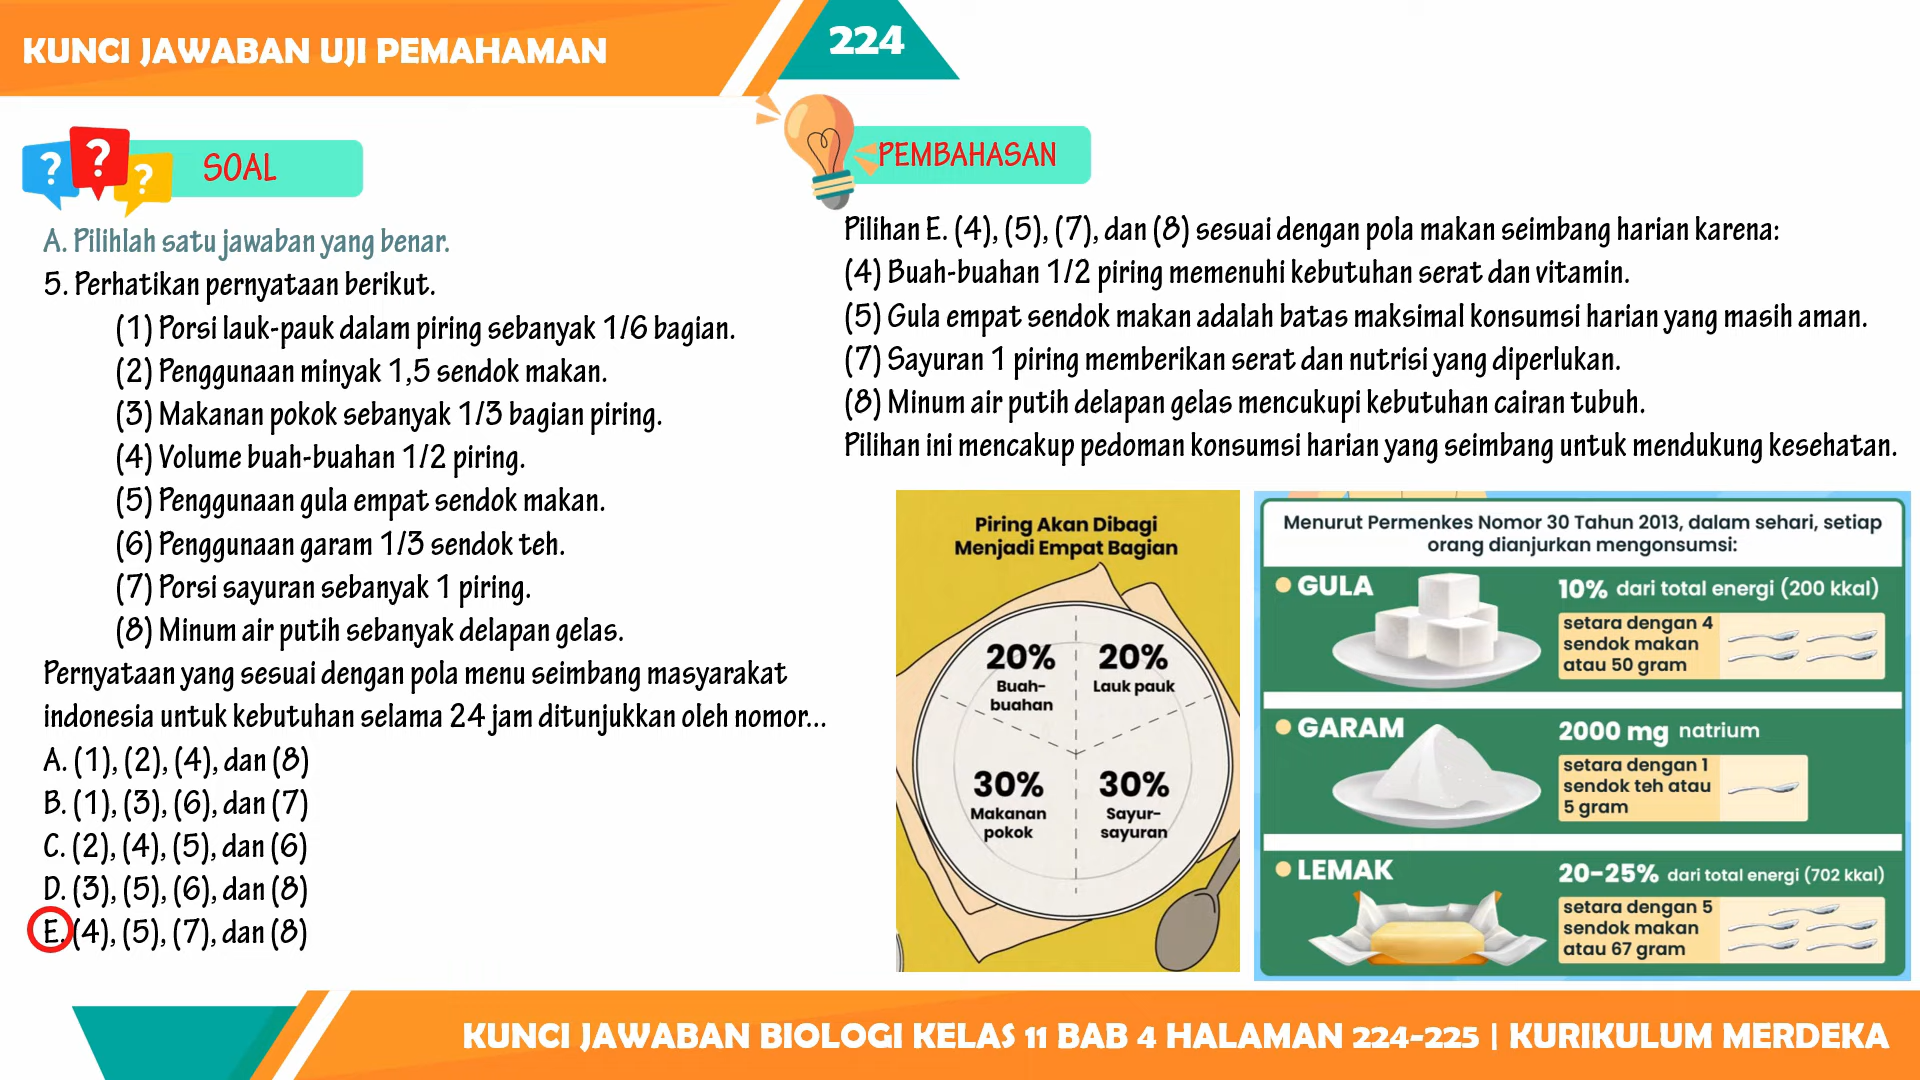 KUNCI JAWABAN UJI PEMAHAMAN
224
? ? ?
SOAL
A. Pilihlah satu jawaban yang benar.
5. Perhatikan pernyataan berikut.
(1) Porsi lauk-pauk dalam piring sebanyak 1/6 bagian.
(2) Penggunaan minyak 1,5 sendok makan.
(3) Makanan pokok sebanyak 1/3 bagian piring.
(4) Volume buah-buahan 1/2 piring.
(5) Penggunaan gula empat sendok makan.
(6) Penggunaan garam 1/3 sendok teh.
(7) Porsi sayuran sebanyak 1 piring.
(8) Minum air putih sebanyak delapan gelas.
Pernyataan yang sesuai dengan pola menu seimbang masyarakat
indonesia untuk kebutuhan selama 24 jam ditunjukkan oleh nomor...
A. (1), (2), (4), dan (8)
B. (1), (3), (6), dan (7)
C. (2), (4), (5), dan (6)
D. (3), (5), (6), dan (8)
E. (4), (5), (7), dan (8)
PEMBAHASAN
Pilihan E. (4), (5), (7), dan (8) sesuai dengan pola makan seimbang harian karena:
(4) Buah-buahan 1/2 piring memenuhi kebutuhan serat dan vitamin.
(5) Gula empat sendok makan adalah batas maksimal konsumsi harian yang masih aman.
(7) Sayuran 1 piring memberikan serat dan nutrisi yang diperlukan.
(8) Minum air putih delapan gelas mencukupi kebutuhan cairan tubuh.
Pilihan ini mencakup pedoman konsumsi harian yang seimbang untuk mendukung kesehatan.
Piring Akan Dibagi
Menjadi Empat Bagian
20%
Buah-
buahan
20%
Lauk pauk
30%
Makanan
pokok
30%
Sayur-
sayuran
Menurut Permenkes Nomor 30 Tahun 2013, dalam sehari, setiap
orang dianjurkan mengonsumsi:
GULA
10% dari total energi (200 kkal)
setara dengan 4
sendok makan
atau 50 gram
GARAM
2000 mg natrium
setara dengan 1
sendok teh atau
5 gram
LEMAK
20-25% dari total energi (702 kkal)
setara dengan 5
sendok makan
atau 67 gram
KUNCI JAWABAN BIOLOGI KELAS 11 BAB 4 HALAMAN 224-225 | KURIKULUM MERDEKA